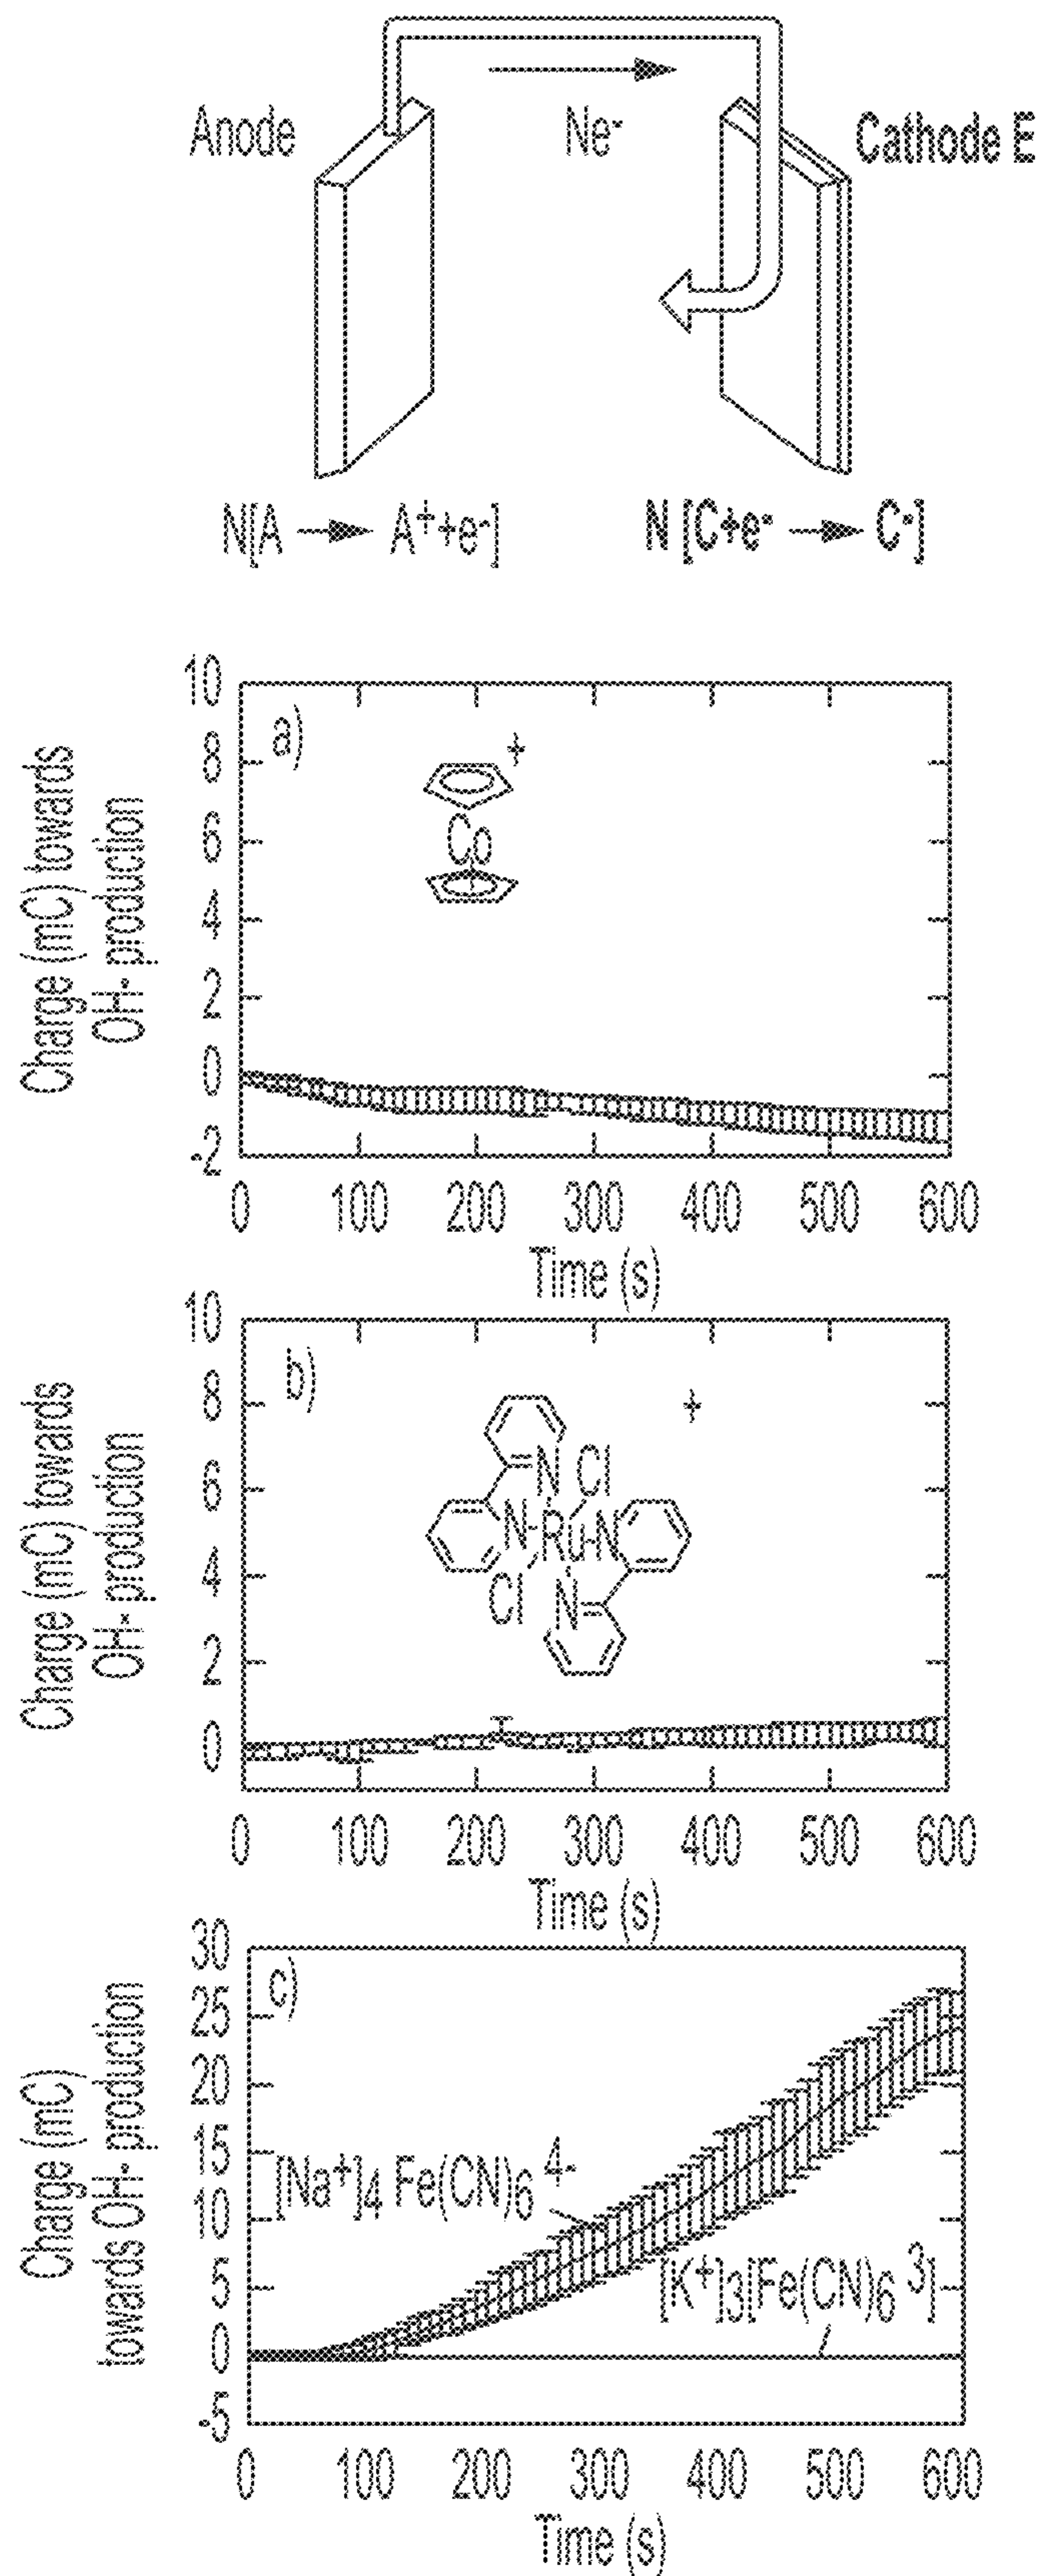 Anode
Ne-
Cathode E
N[A → A++e-]
N [C+e- → C-]
Charge (mC) towards
OH- production
10
8
6
4
2
0
-2
a)
+
Co
0 100 200 300 400 500 600
Time (s)
Charge (mC) towards
OH- production
10
8
6
4
2
0
b)
+
N Cl
N-Ru-N
Cl N
0 100 200 300 400 500 600
Time (s)
Charge (mC)
towards OH- production
30
25
20
15
10
5
0
-5
c)
[Na+]4 Fe(CN)6 4-
[K+]3[Fe(CN)6 3]-
0 100 200 300 400 500 600
Time (s)